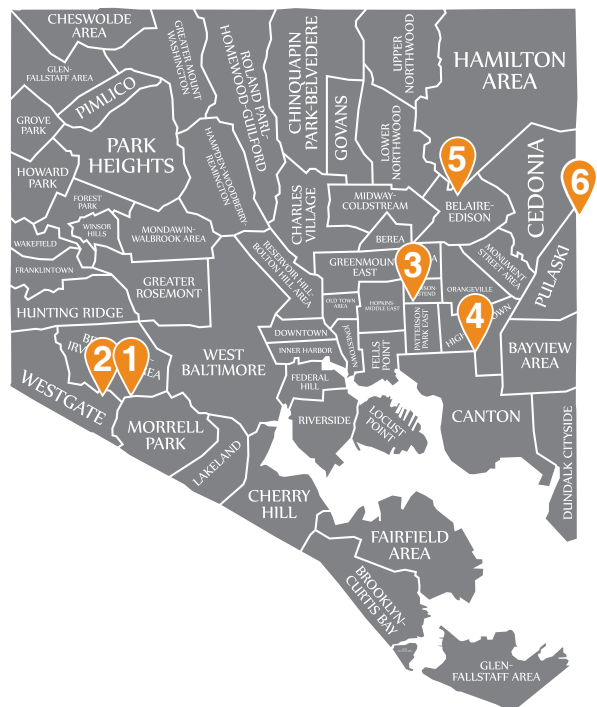 CHESWOLDE
AREA
GLEN-
FALLSTAFF AREA
GREATER MOUNT
WASHINGTON
ROLAND PARL-
HOMEWOOD-GUILFORD
CHINQUAPIN
PARK-BELVEDERE
GOVANS
UPPER
NORTHWOOD
HAMILTON
AREA
PIMLICO
GROVE
PARK
PARK
HEIGHTS
HAMPDEN-WOODBERRY-
REMINGTON
LOWER
NORTHWOOD
CEDONIA
5
6
HOWARD
PARK
FOREST
PARK
CHARLES
VILLAGE
MIDWAY-
COLDSTREAM
BELAIRE-
EDISON
WINSOR
HILLS
MONDAWIN-
WALBROOK AREA
WAKEFIELD
BEREA
3
FRANKLINTOWN
RESERVOIR HILL-
BOLTON HILL AREA
GREENMOUNT
EAST
MONUMENT
STREET AREA
PULASKI
GREATER
ROSEMONT
OLD TOWN
AREA
HOPKINS-
MIDDLE EAST
ORANGEVILLE
4
HUNTING RIDGE
DOWNTOWN
INNER HARBOR
JONESTOWN
FELLS
POINT
PATTERSON
PARK EAST
BAYVIEW
AREA
2
1
WEST
BALTIMORE
FEDERAL
HILL
WESTGATE
MORRELL
PARK
LAKELAND
RIVERSIDE
LOCUST
POINT
CANTON
DUNDALK CITYSIDE
CHERRY
HILL
FAIRFIELD
AREA
BROOKLYN-
CURTIS BAY
GLEN-
FALLSTAFF AREA